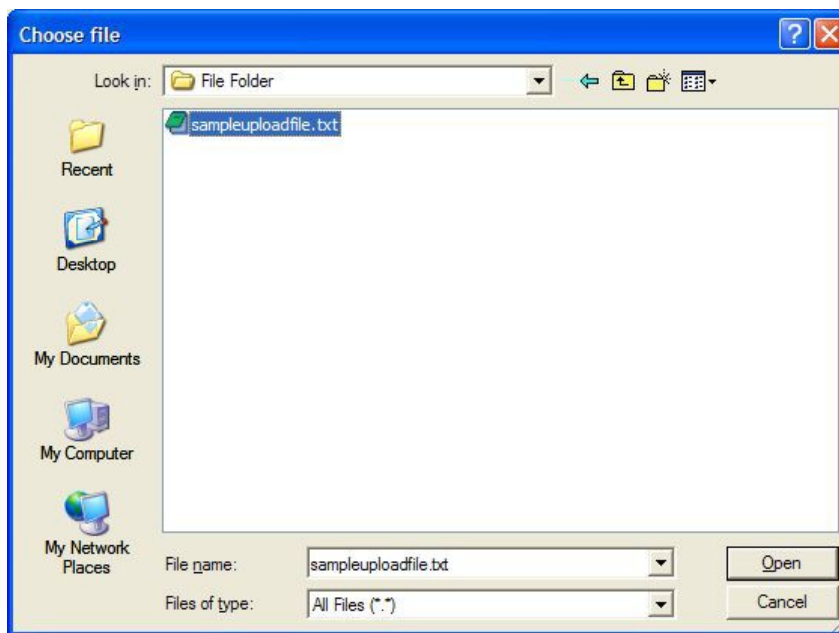 Choose file
Look in: File Folder
sampleuploadfile.txt
Recent
Desktop
My Documents
My Computer
My Network
Places
File name: sampleuploadfile.txt Open
Files of type: All Files (*.*) Cancel